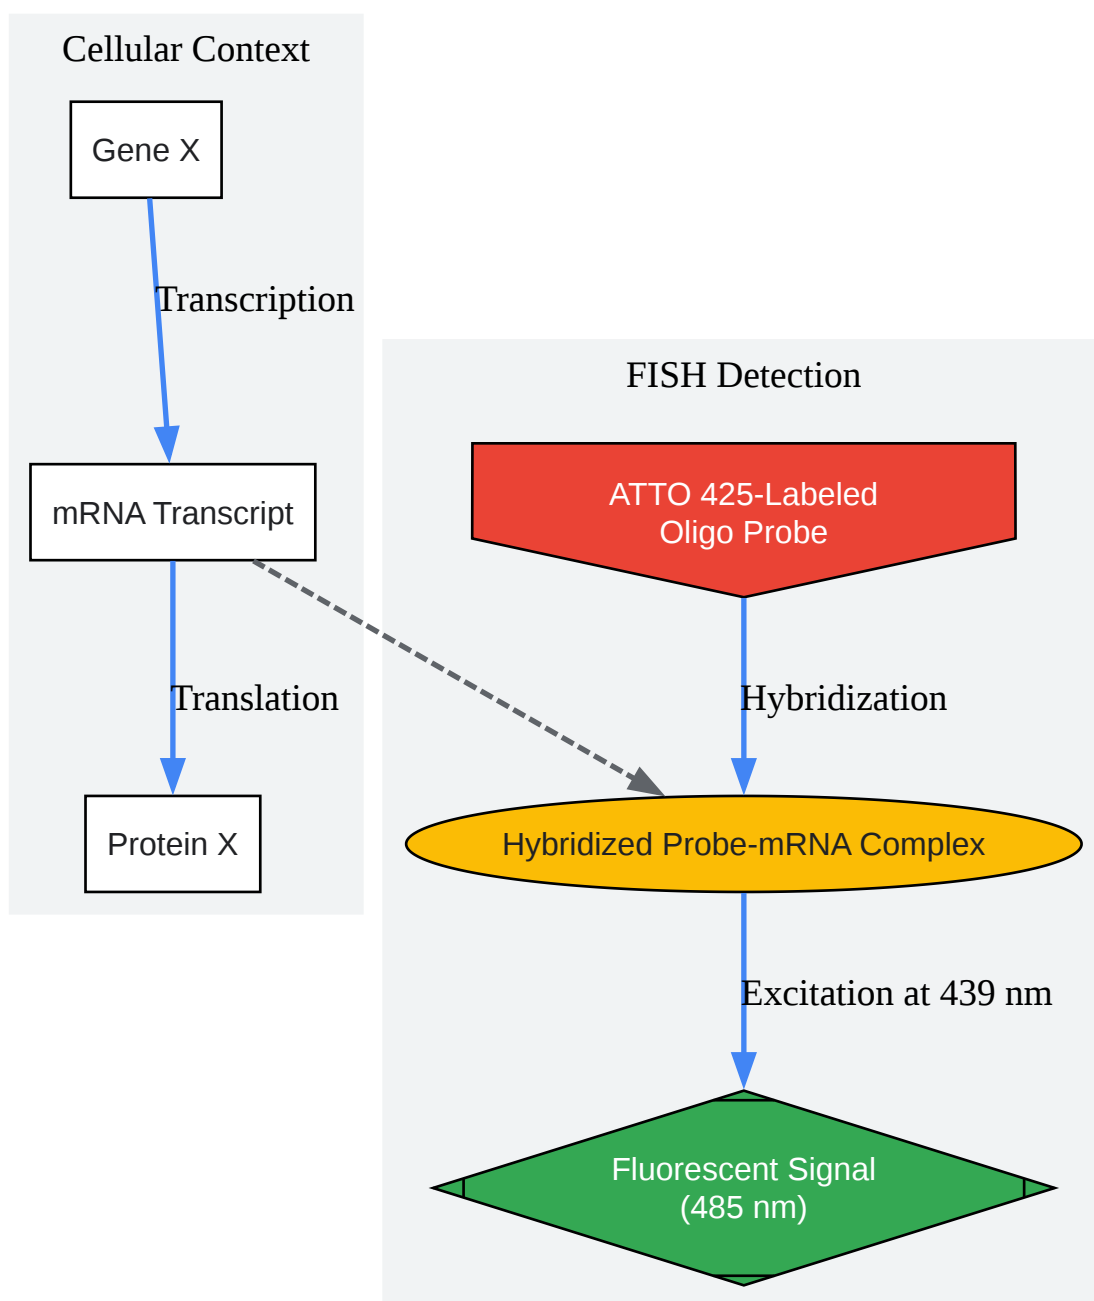 Cellular Context
Gene X
Transcription
mRNA Transcript
Translation
Protein X
FISH Detection
ATTO 425-Labeled
Oligo Probe
Hybridization
Hybridized Probe-mRNA Complex
Excitation at 439 nm
Fluorescent Signal
(485 nm)